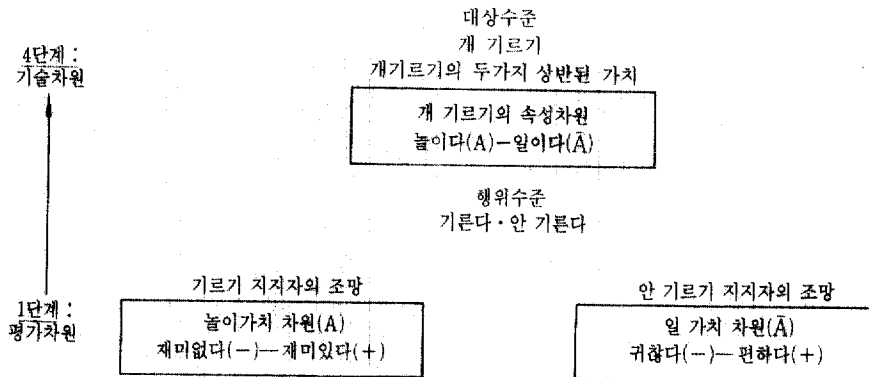 대상수준
개 기르기
개기르기의 두가지 상반된 가치
4단계 :
기술차원
개 기르기의 속성차원
놀이다(A)—일이다(Ā)
행위수준
기른다·안 기른다
기르기 지지자의 조망
안 기르기 지지자의 조망
1단계 :
평가차원
놀이가치 차원(A)
재미없다(−)—재미있다(+)
일 가치 차원(Ā)
귀찮다(−)—편하다(+)